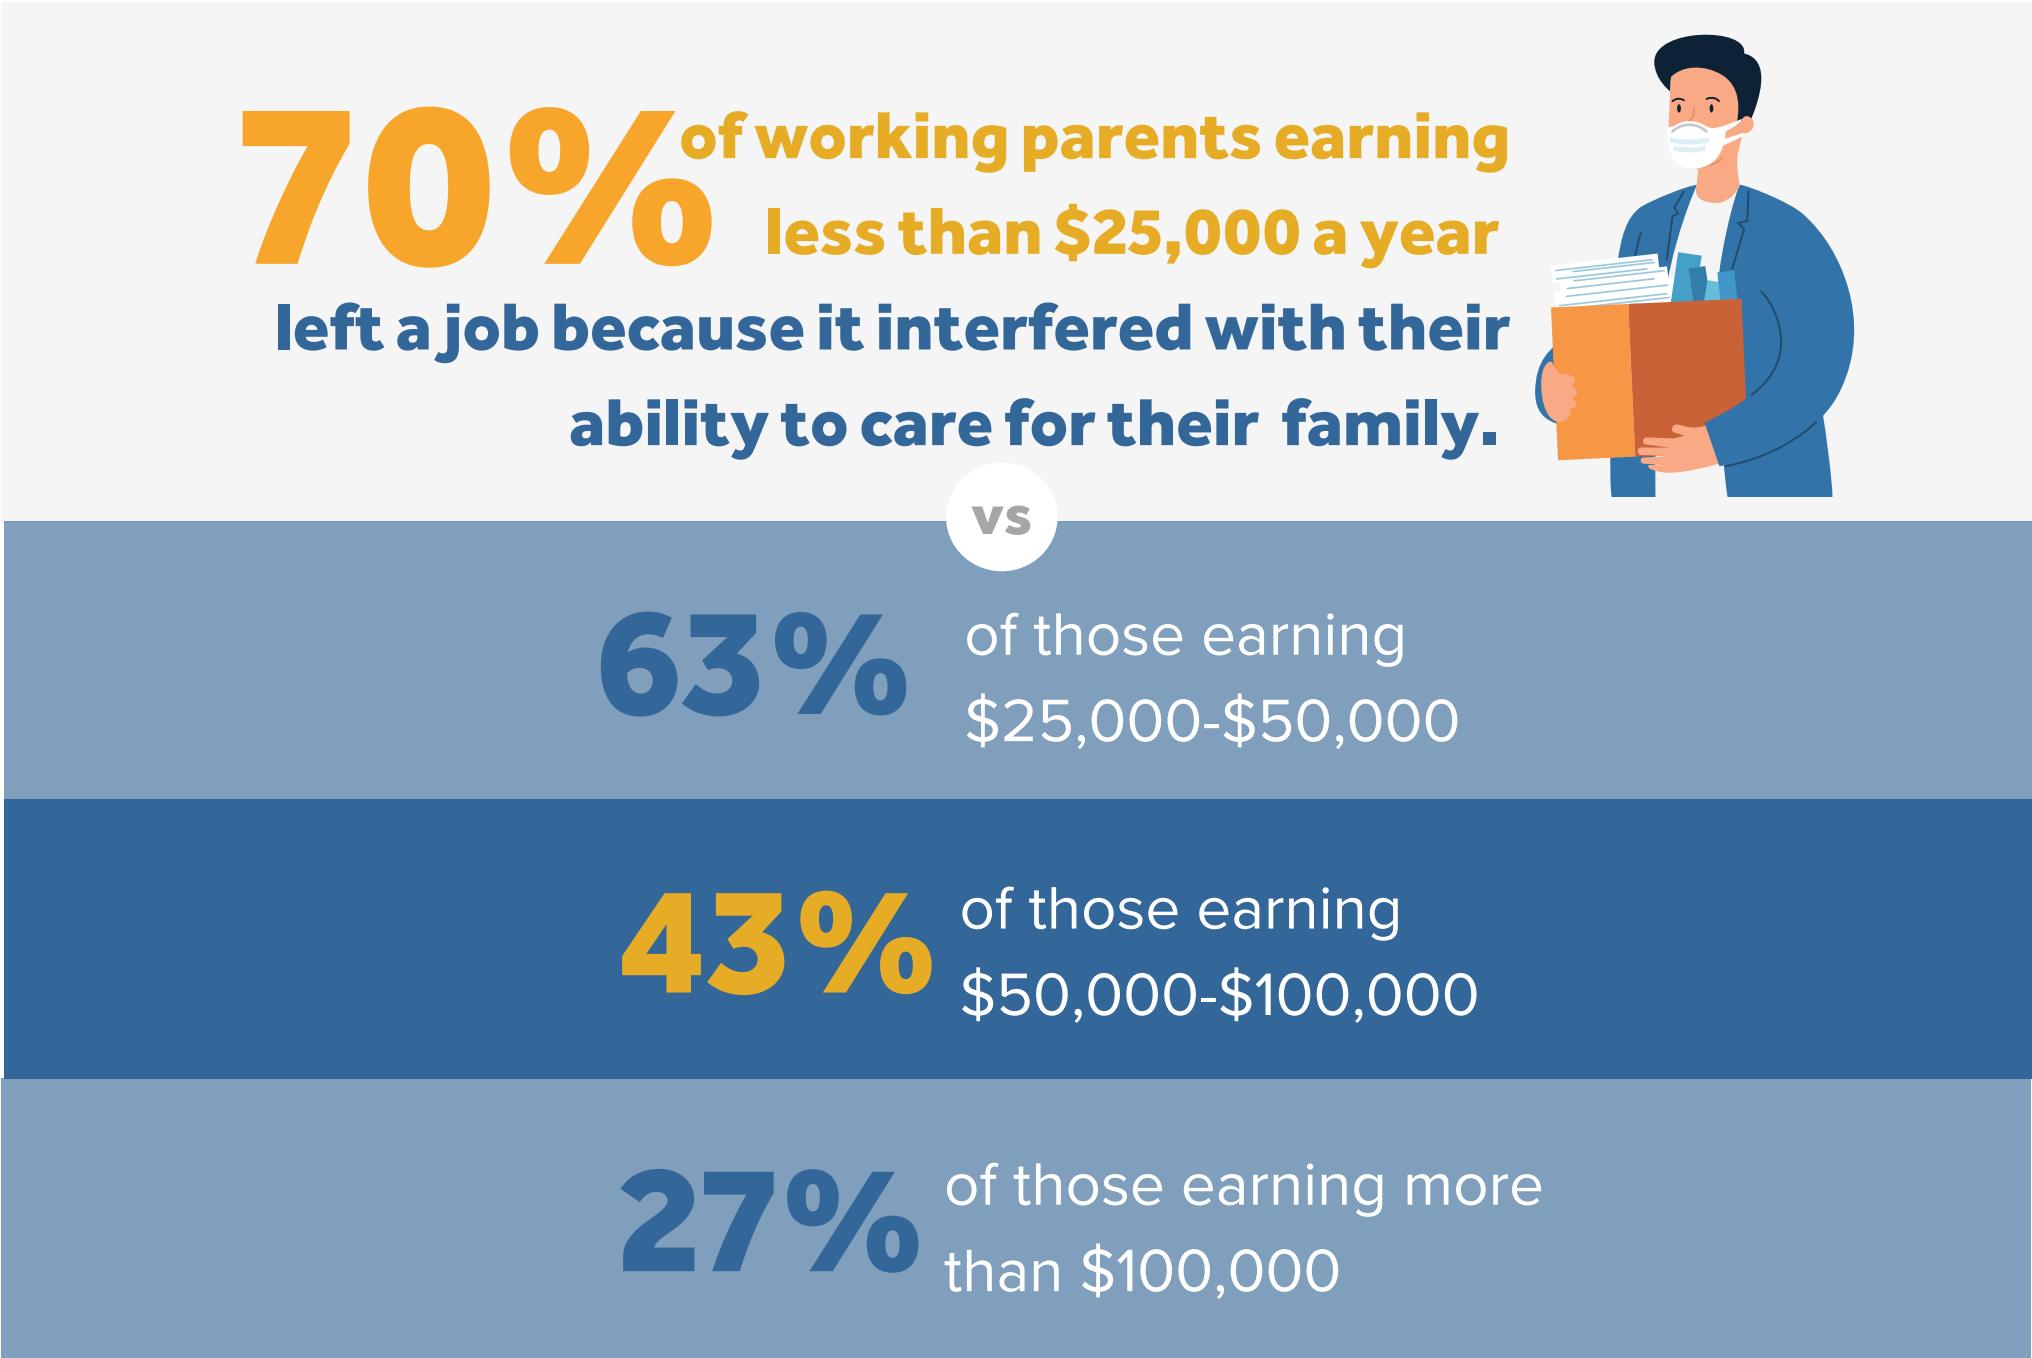 70% of working parents earning
less than $25,000 a year
left a job because it interfered with their
ability to care for their family.
vs
63% of those earning
$25,000-$50,000
43% of those earning
$50,000-$100,000
27% of those earning more
than $100,000